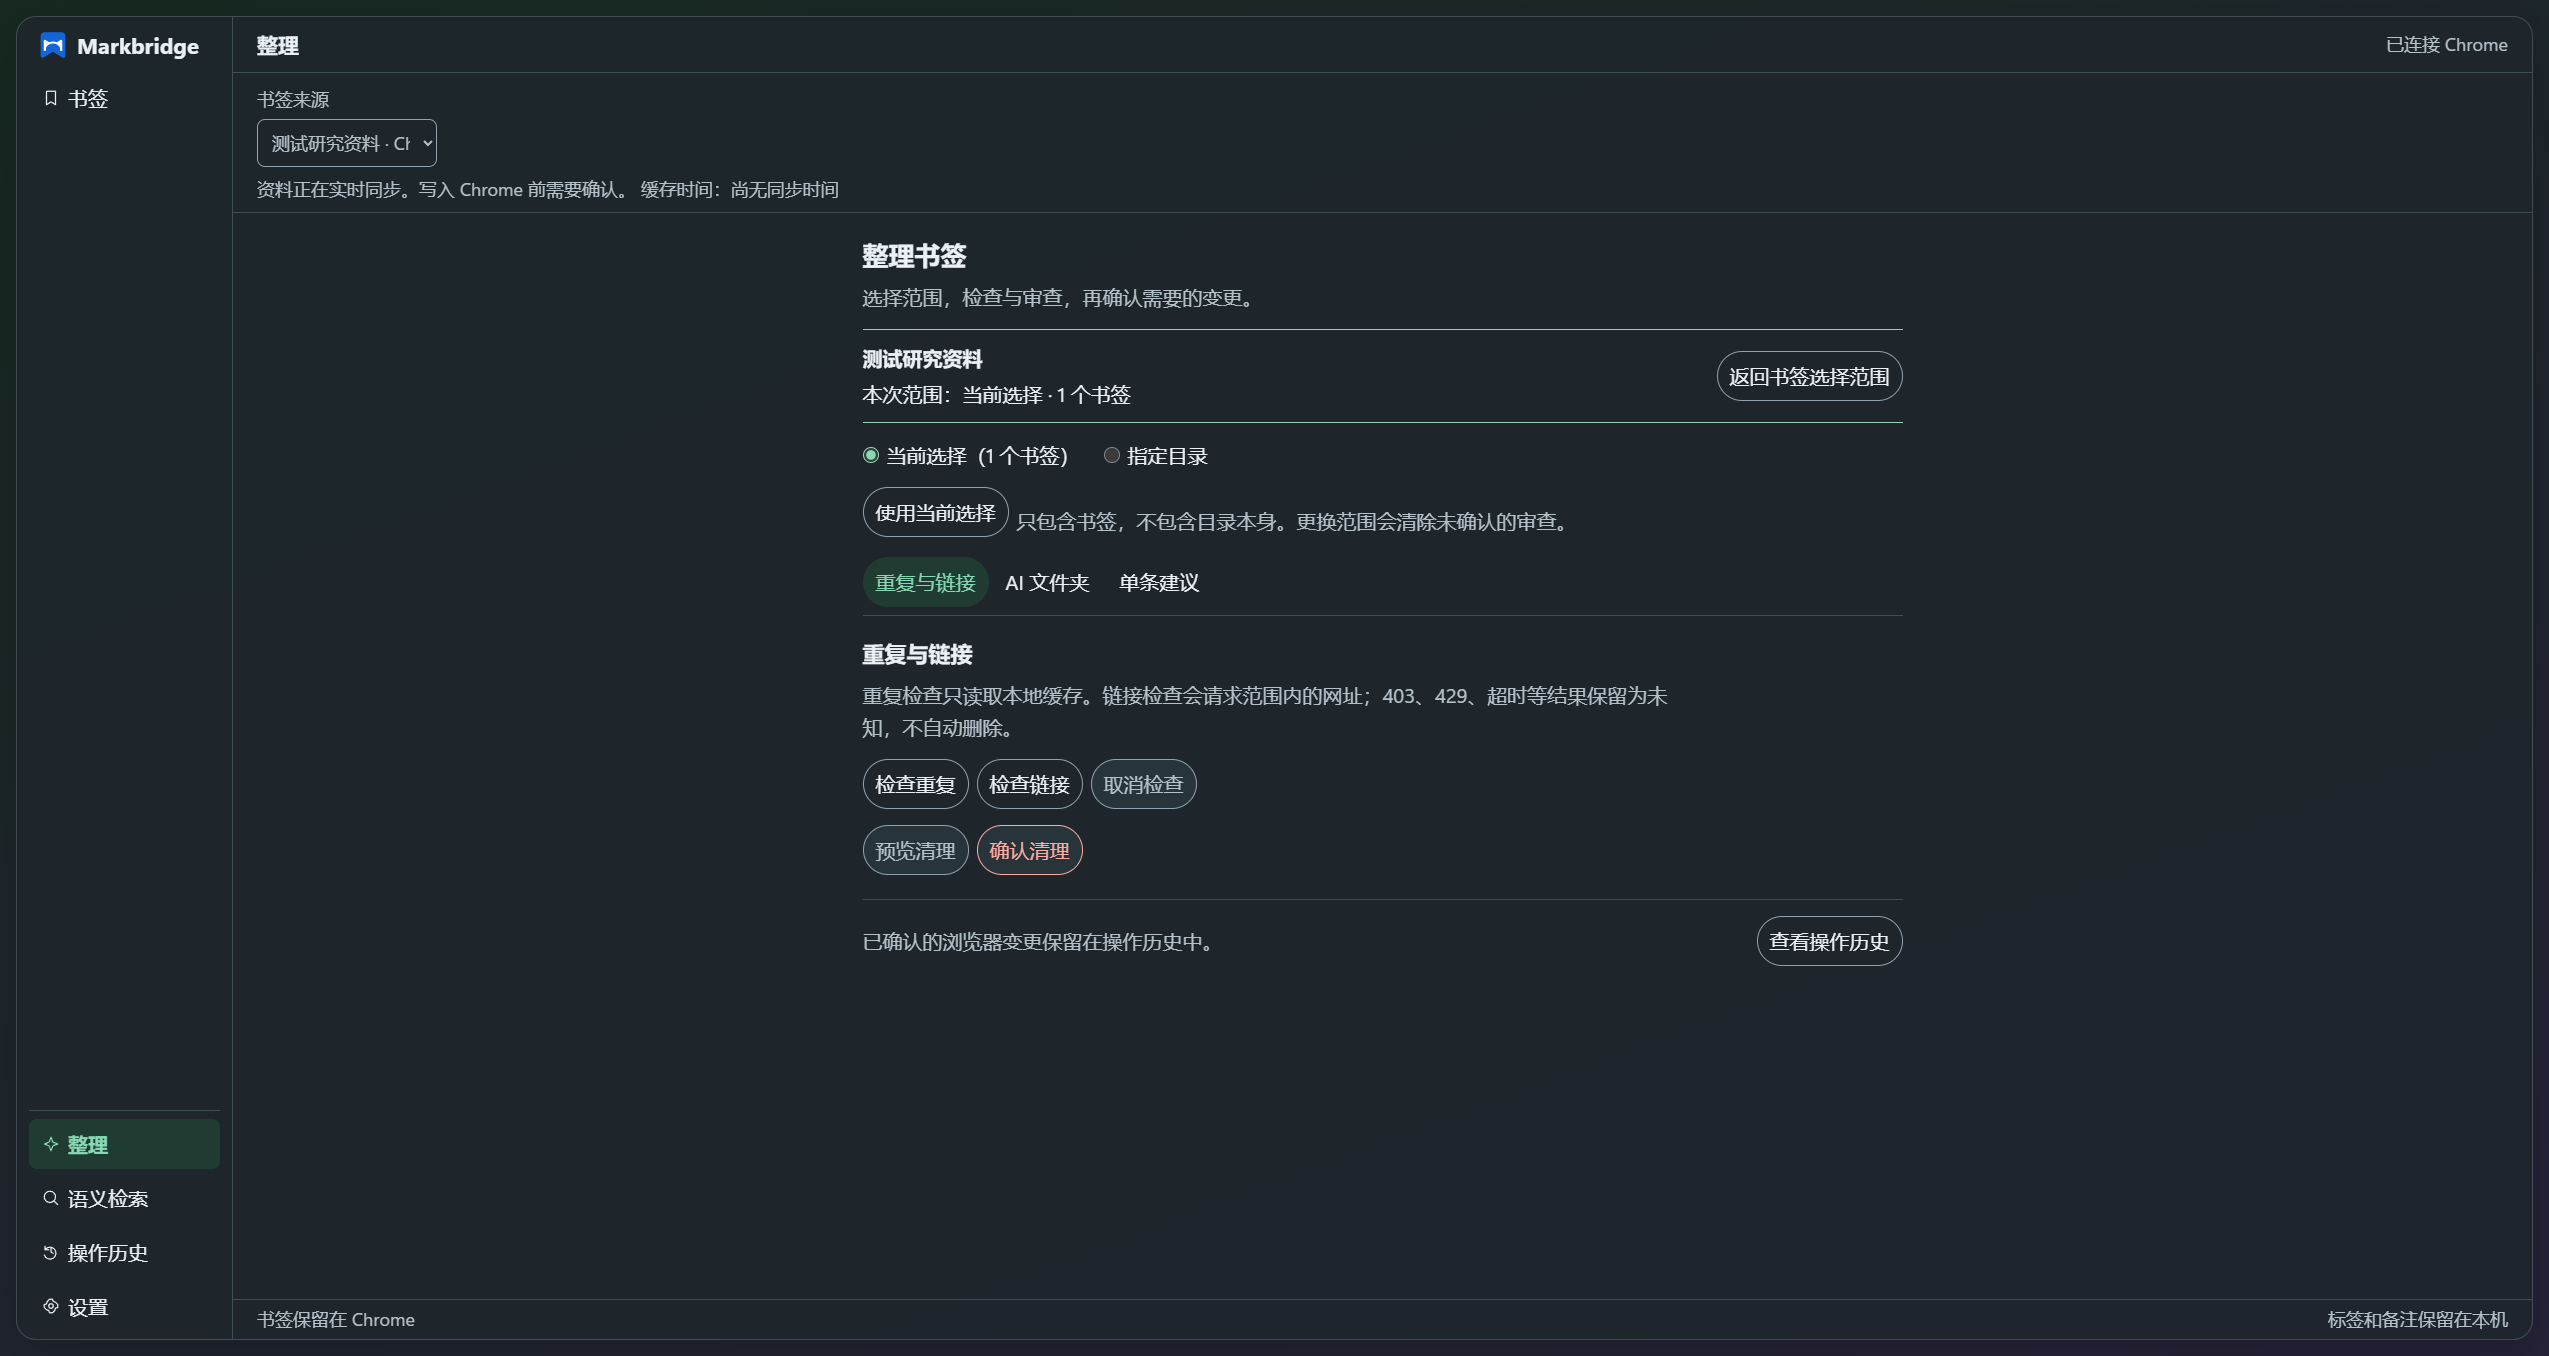 Markbridge
书签
整理
语义检索
操作历史
设置
整理
已连接 Chrome
书签来源
测试研究资料 · Ch
资料正在实时同步。写入 Chrome 前需要确认。 缓存时间：尚无同步时间
整理书签
选择范围，检查与审查，再确认需要的变更。
测试研究资料
本次范围：当前选择 · 1 个书签
返回书签选择范围
当前选择（1 个书签） 指定目录
使用当前选择 只包含书签，不包含目录本身。更换范围会清除未确认的审查。
重复与链接 AI 文件夹 单条建议
重复与链接
重复检查只读取本地缓存。链接检查会请求范围内的网址；403、429、超时等结果保留为未
知，不自动删除。
检查重复 检查链接 取消检查
预览清理 确认清理
已确认的浏览器变更保留在操作历史中。 查看操作历史
书签保留在 Chrome 标签和备注保留在本机